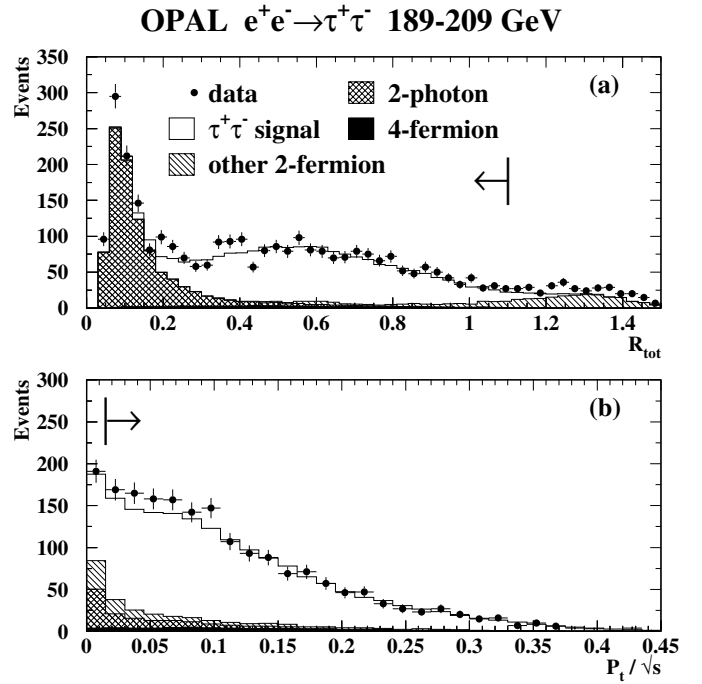 OPAL e⁺e⁻→τ⁺τ⁻ 189-209 GeV
Events
350
300
250
200
150
100
50
0
(a)
data
2-photon
τ⁺τ⁻ signal
4-fermion
other 2-fermion
0 0.2 0.4 0.6 0.8 1 1.2 1.4
R_tot
Events
300
250
200
150
100
50
0
(b)
0 0.05 0.1 0.15 0.2 0.25 0.3 0.35 0.4 0.45
P_t / √s